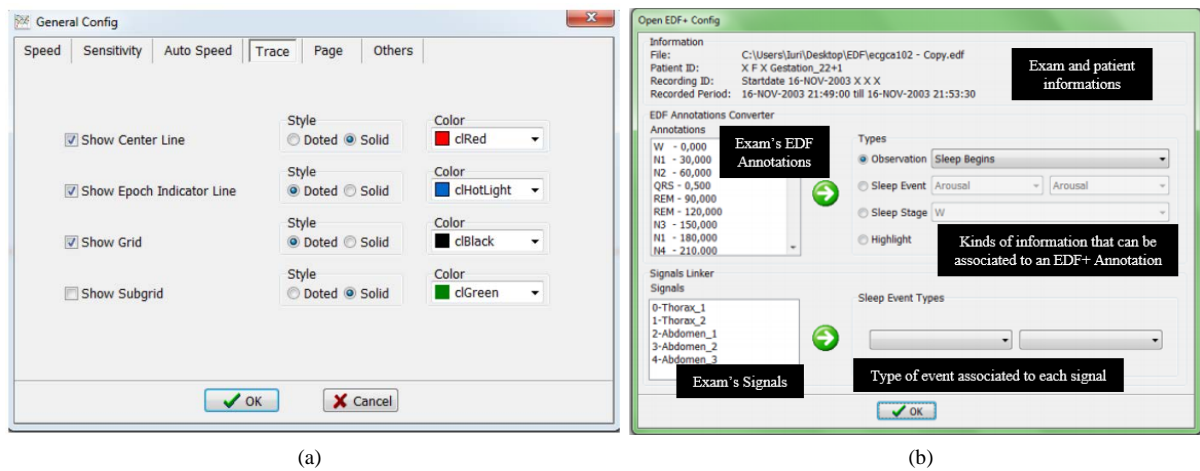 General Config
Speed Sensitivity Auto Speed Trace Page Others
Style Color
Show Center Line Doted Solid clRed
Style Color
Show Epoch Indicator Line Doted Solid clHotLight
Style Color
Show Grid Doted Solid clBlack
Style Color
Show Subgrid Doted Solid clGreen
OK Cancel
(a)
Open EDF+ Config
Information
File: C:\Users\Iuri\Desktop\EDF\ecgca102 - Copy.edf
Patient ID: X F X Gestation_22+1
Recording ID: Startdate 16-NOV-2003 X X X
Recorded Period: 16-NOV-2003 21:49:00 till 16-NOV-2003 21:53:30
Exam and patient
informations
EDF Annotations Converter
Annotations
W - 0,000
N1 - 30,000
N2 - 60,000
QRS - 0,500
REM - 90,000
REM - 120,000
N3 - 150,000
N1 - 180,000
N4 - 210.000
Exam's EDF
Annotations
Types
Observation Sleep Begins
Sleep Event Arousal Arousal
Sleep Stage W
Highlight
Kinds of information that can be
associated to an EDF+ Annotation
Signals Linker
Signals
0-Thorax_1
1-Thorax_2
2-Abdomen_1
3-Abdomen_2
4-Abdomen_3
Exam's Signals
Sleep Event Types
Type of event associated to each signal
OK
(b)